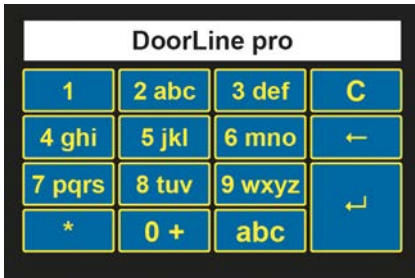 DoorLine pro
1 2 abc 3 def C
4 ghi 5 jkl 6 mno ←
7 pqrs 8 tuv 9 wxyz ↵
* 0 + abc